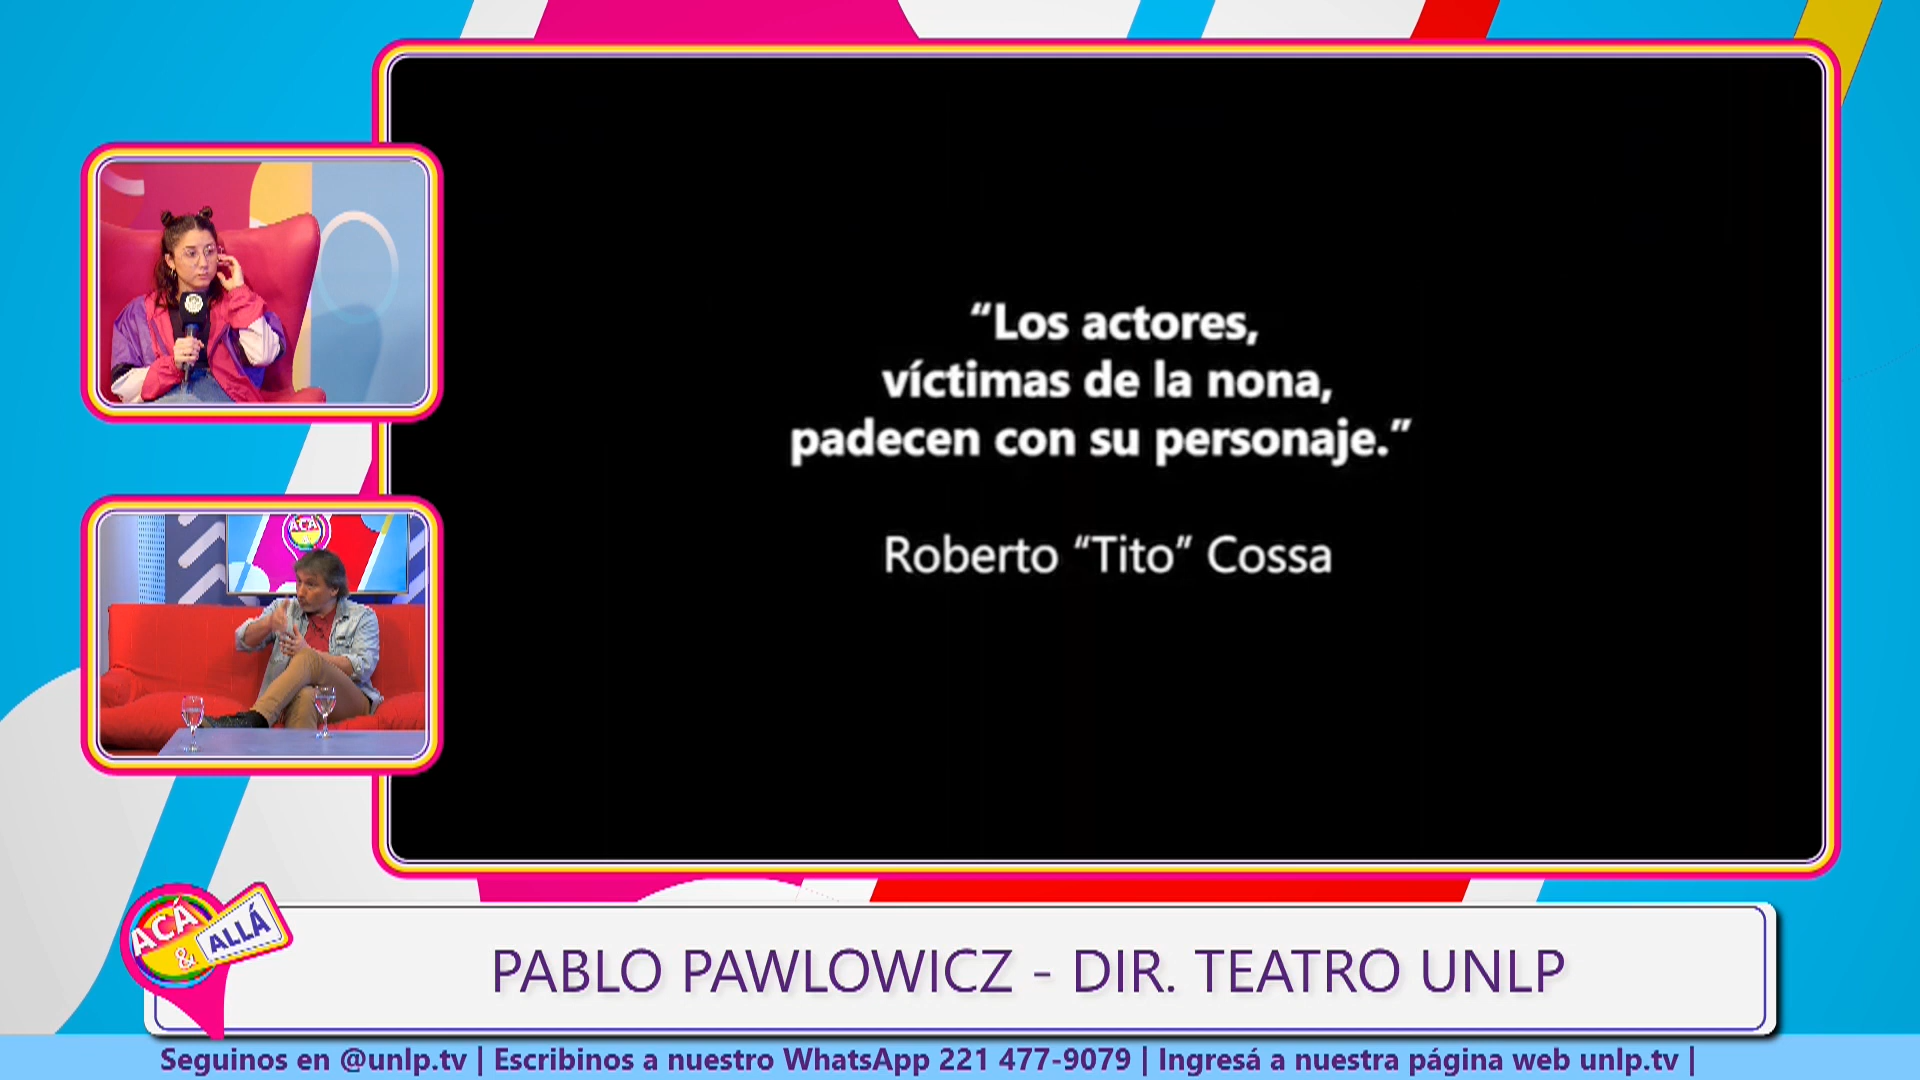 “Los actores,
víctimas de la nona,
padecen con su personaje.”
Roberto “Tito” Cossa
ACÁ
&
ACÁ
& ALLÁ
PABLO PAWLOWICZ - DIR. TEATRO UNLP
Seguinos en @unlp.tv | Escribinos a nuestro WhatsApp 221 477-9079 | Ingresá a nuestra página web unlp.tv |